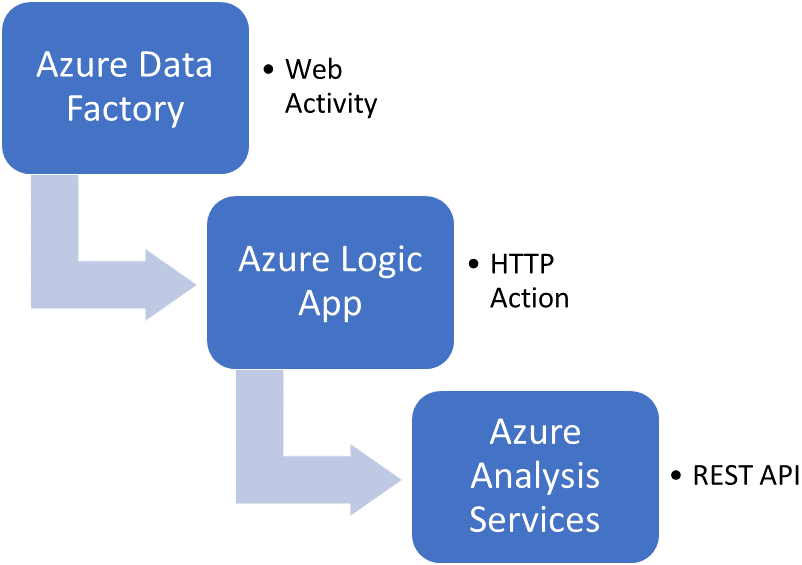 Azure Data
Factory
• Web
Activity
Azure Logic
App
• HTTP
Action
Azure
Analysis
Services
• REST API